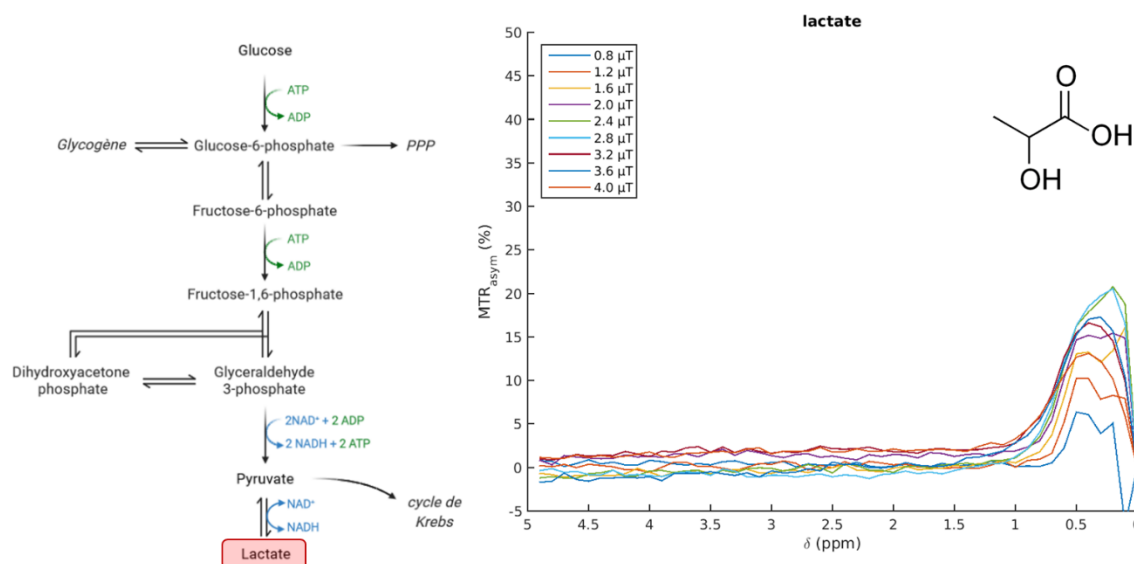 Glucose
ATP
ADP
Glycogène
Glucose-6-phosphate
PPP
Fructose-6-phosphate
ATP
ADP
Fructose-1,6-phosphate
Dihydroxyacetone
phosphate
Glyceraldehyde
3-phosphate
2NAD⁺ + 2 ADP
2 NADH + 2 ATP
Pyruvate
cycle de
Krebs
NAD⁺
NADH
Lactate
lactate
50
45
40
35
30
25
20
15
10
5
0
-5
MTRasym (%)
0.8 µT
1.2 µT
1.6 µT
2.0 µT
2.4 µT
2.8 µT
3.2 µT
3.6 µT
4.0 µT
O
OH
OH
5
4.5
4
3.5
3
2.5
2
1.5
1
0.5
δ (ppm)